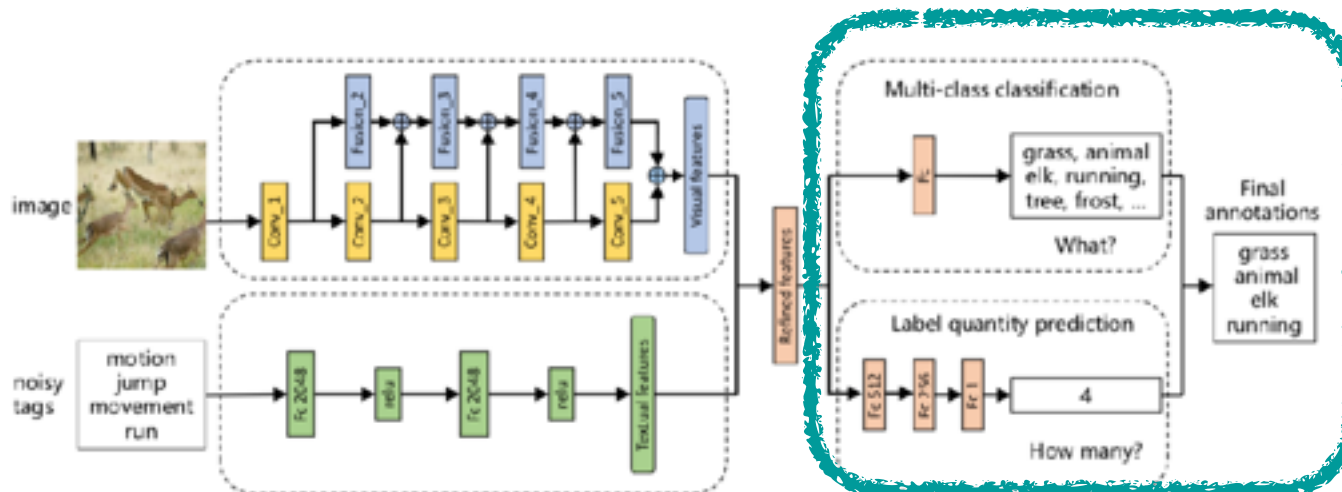 image
noisy
tags
motion
jump
movement
run
Conv_1
Conv_2
Conv_3
Conv_4
Conv_5
Fusion_2
Fusion_3
Fusion_4
Fusion_5
Visual features
Fc 2048
relu
Fc 2048
relu
Textual features
Refined features
Multi-class classification
Fc
grass, animal
elk, running,
tree, frost, ...
What?
Label quantity prediction
Fc 512
Fc 256
Fc 1
4
How many?
Final
annotations
grass
animal
elk
running